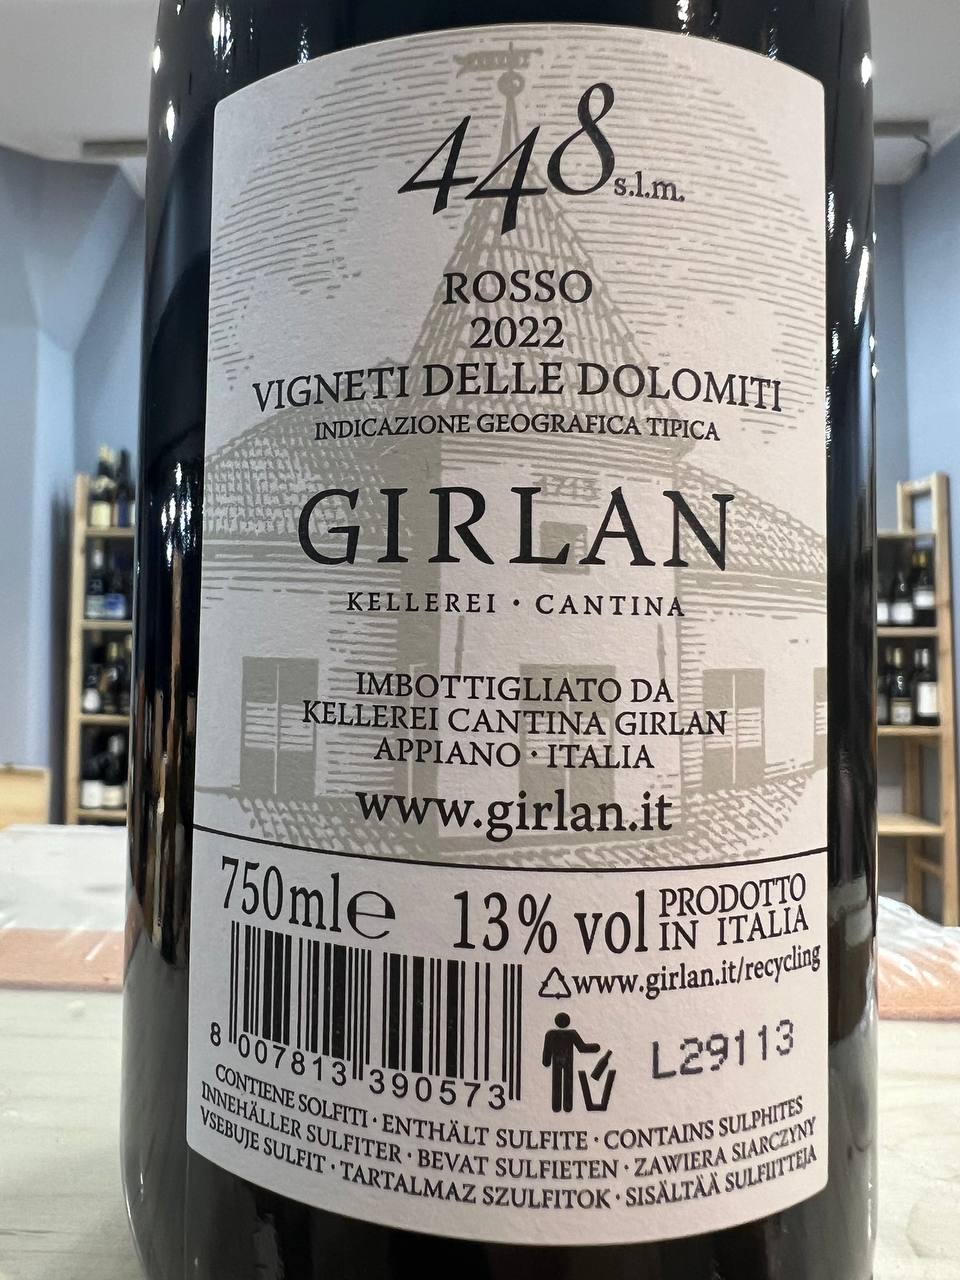 448 s.l.m.
ROSSO
2022
VIGNETI DELLE DOLOMITI
INDICAZIONE GEOGRAFICA TIPICA
GIRLAN
KELLEREI · CANTINA
IMBOTTIGLIATO DA
KELLEREI CANTINA GIRLAN
APPIANO · ITALIA
www.girlan.it
750ml℮ 13% vol PRODOTTO
IN ITALIA
www.girlan.it/recycling
L29113
8 007813 390573
CONTIENE SOLFITI · ENTHÄLT SULFITE · CONTAINS SULPHITES
INNEHÄLLER SULFITER · BEVAT SULFIETEN · ZAWIERA SIARCZYNY
VSEBUJE SULFIT · TARTALMAZ SZULFITOK · SISÄLTÄÄ SULFIITTEJA